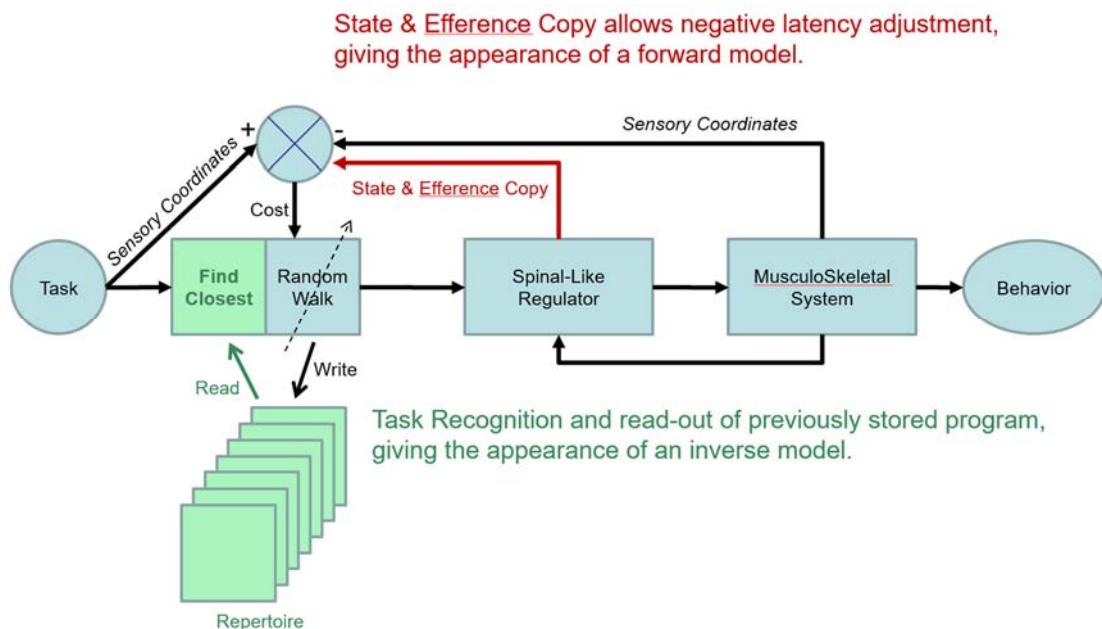 State & Efference Copy allows negative latency adjustment,
giving the appearance of a forward model.
+
-
Sensory Coordinates
Sensory Coordinates
State & Efference Copy
Cost
Task
Find
Closest
Random
Walk
Spinal-Like
Regulator
MusculoSkeletal
System
Behavior
Write
Read
Task Recognition and read-out of previously stored program,
giving the appearance of an inverse model.
Repertoire